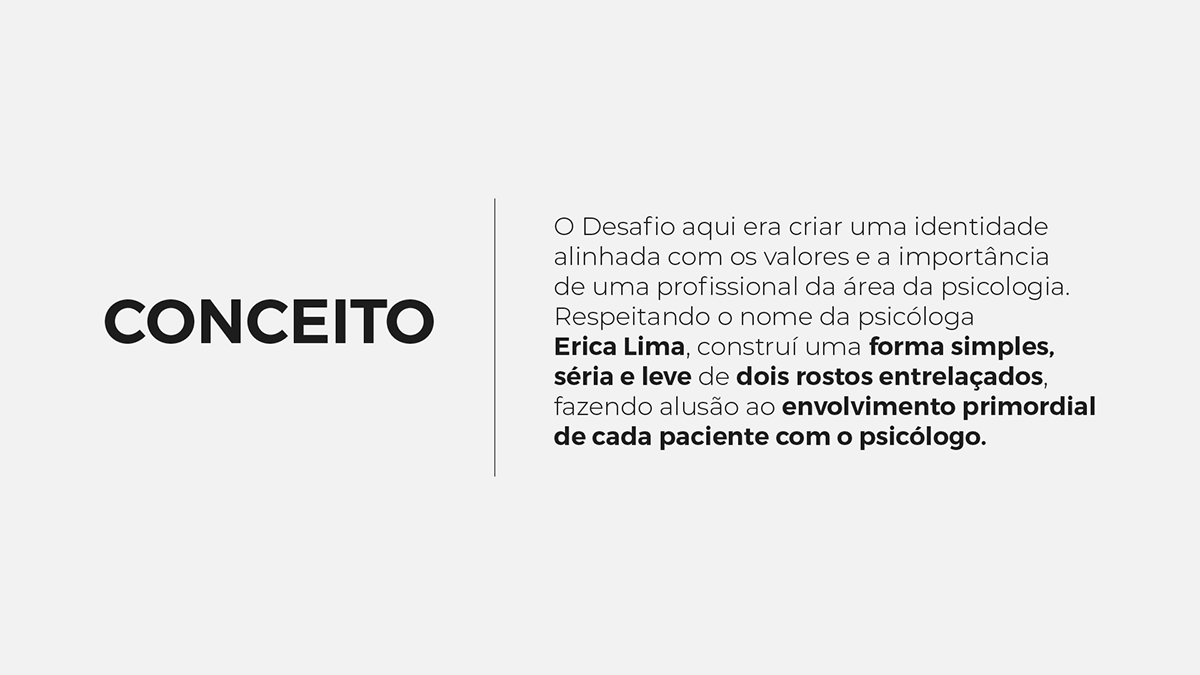 CONCEITO
O Desafio aqui era criar uma identidade
alinhada com os valores e a importância
de uma profissional da área da psicologia.
Respeitando o nome da psicóloga
Erica Lima, construí uma forma simples,
séria e leve de dois rostos entrelaçados,
fazendo alusão ao envolvimento primordial
de cada paciente com o psicólogo.